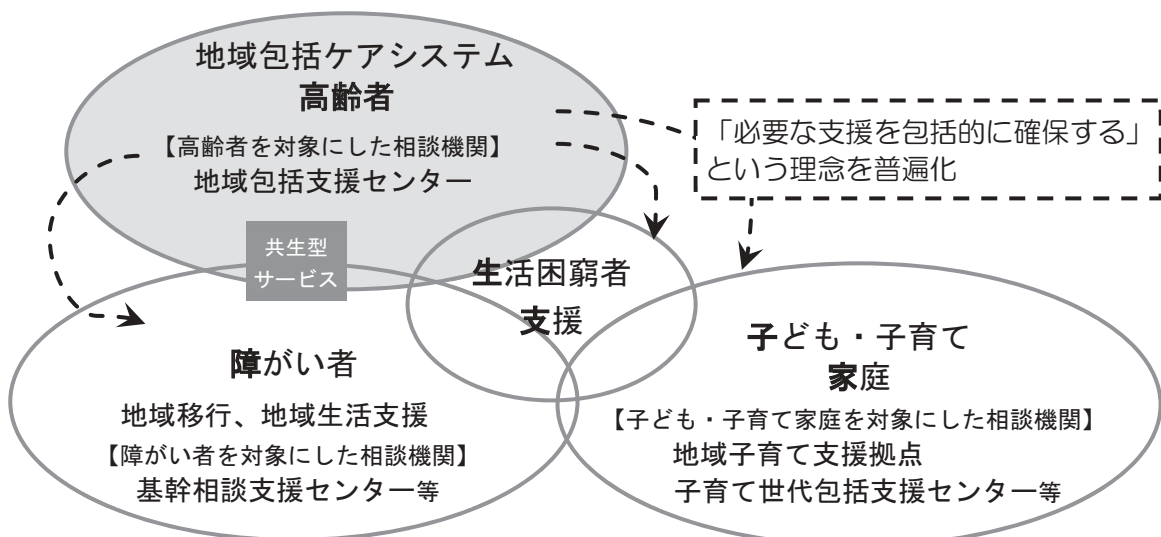 地域包括ケアシステム
高齢者
【高齢者を対象にした相談機関】
地域包括支援センター
「必要な支援を包括的に確保する」
という理念を普遍化
共生型
サービス
生活困窮者
支援
障がい者
地域移行、地域生活支援
【障がい者を対象にした相談機関】
基幹相談支援センター等
子ども・子育て
家庭
【子ども・子育て家庭を対象にした相談機関】
地域子育て支援拠点
子育て世代包括支援センター等